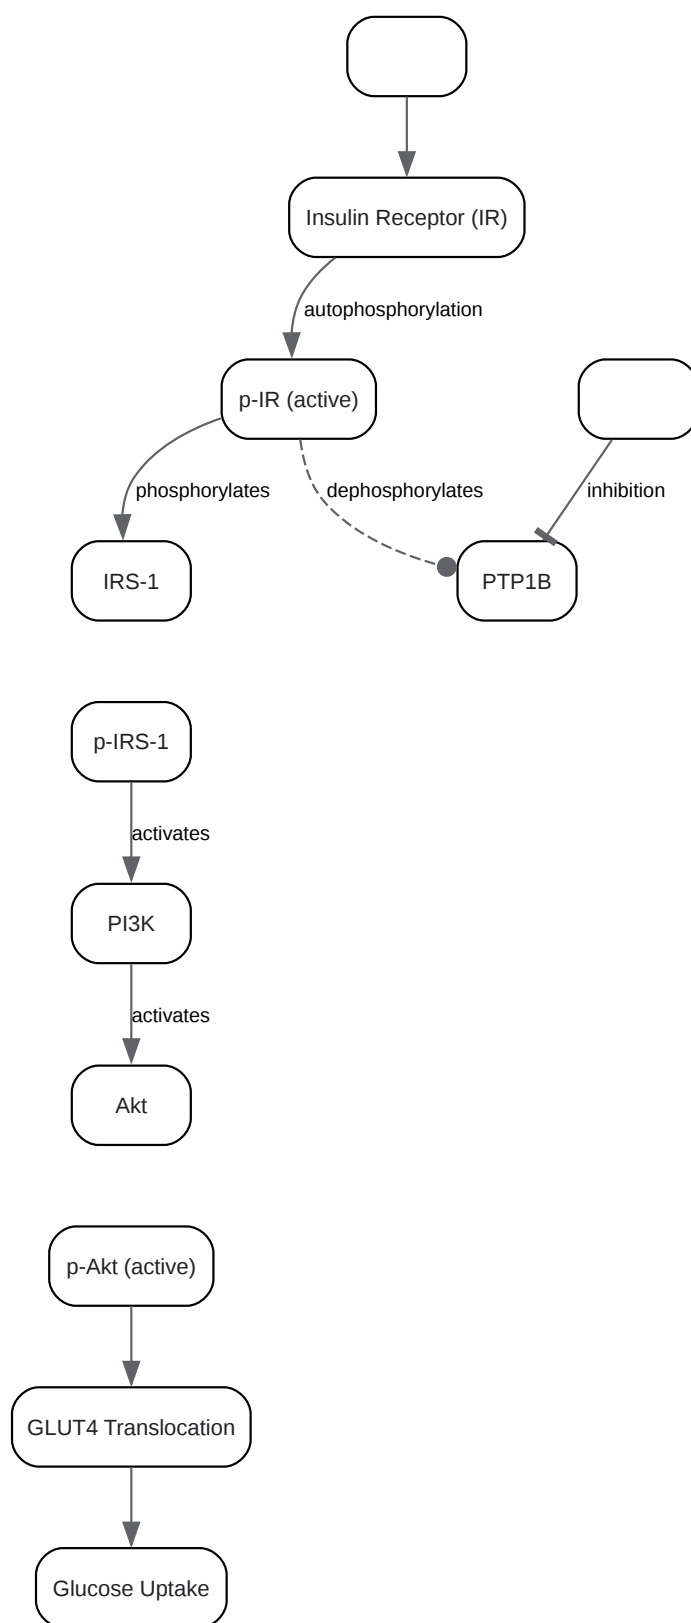 Insulin Receptor (IR)
autophosphorylation
p-IR (active)
phosphorylates
dephosphorylates
inhibition
IRS-1
PTP1B
p-IRS-1
activates
PI3K
activates
Akt
p-Akt (active)
GLUT4 Translocation
Glucose Uptake